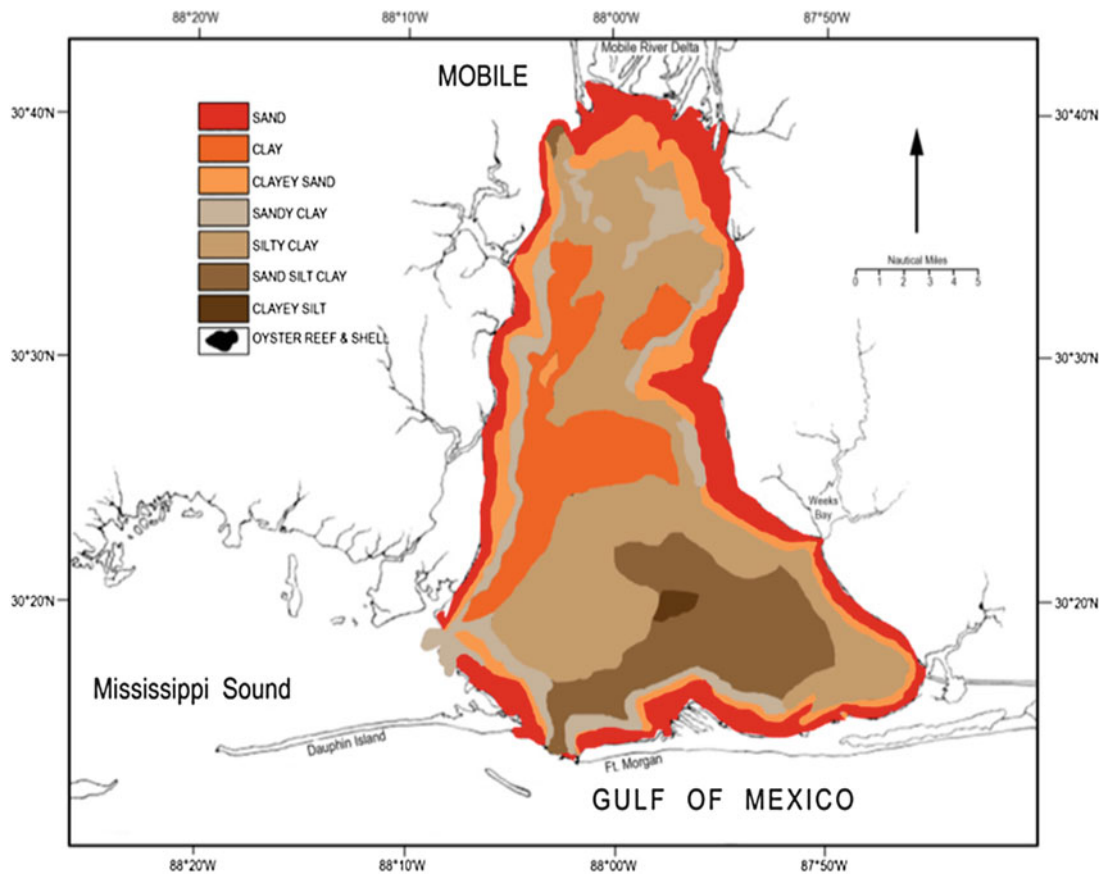 88°20'W 88°10'W 88°00'W 87°50'W
Mobile River Delta
MOBILE
30°40'N
30°40'N
SAND
CLAY
CLAYEY SAND
SANDY CLAY
SILTY CLAY
SAND SILT CLAY
CLAYEY SILT
OYSTER REEF & SHELL
Nautical Miles
0 1 2 3 4 5
30°30'N
30°30'N
Weeks
Bay
30°20'N
30°20'N
Mississippi Sound
Dauphin Island
Ft. Morgan
GULF OF MEXICO
88°20'W 88°10'W 88°00'W 87°50'W